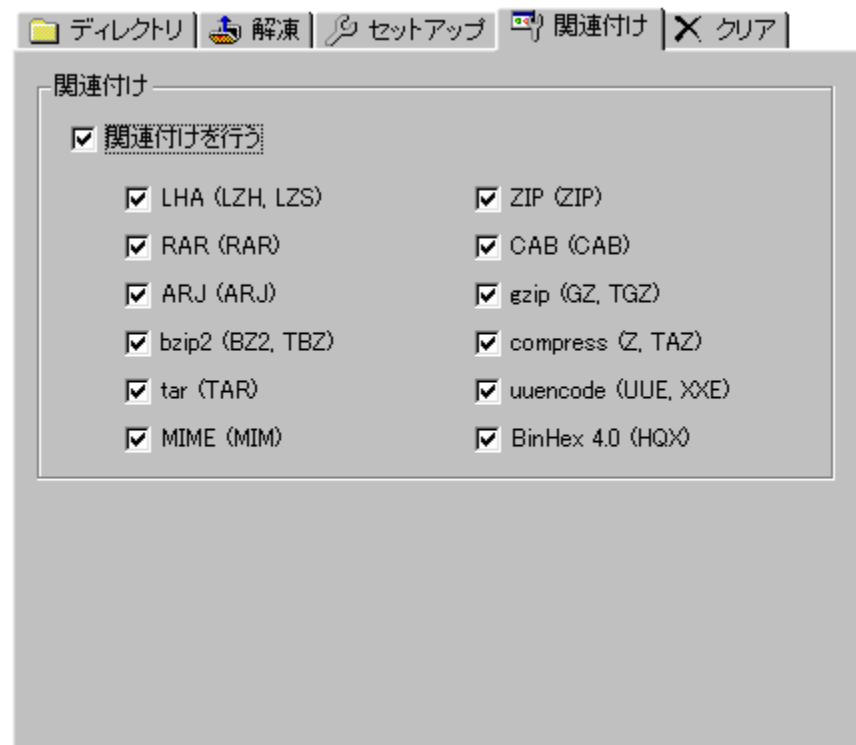 ディレクトリ 解凍 セットアップ 関連付け クリア
関連付け
関連付けを行う
LHA (LZH, LZS) ZIP (ZIP)
RAR (RAR) CAB (CAB)
ARJ (ARJ) gzip (GZ, TGZ)
bzip2 (BZ2, TBZ) compress (Z, TAZ)
tar (TAR) uuencode (UUE, XXE)
MIME (MIM) BinHex 4.0 (HQX)